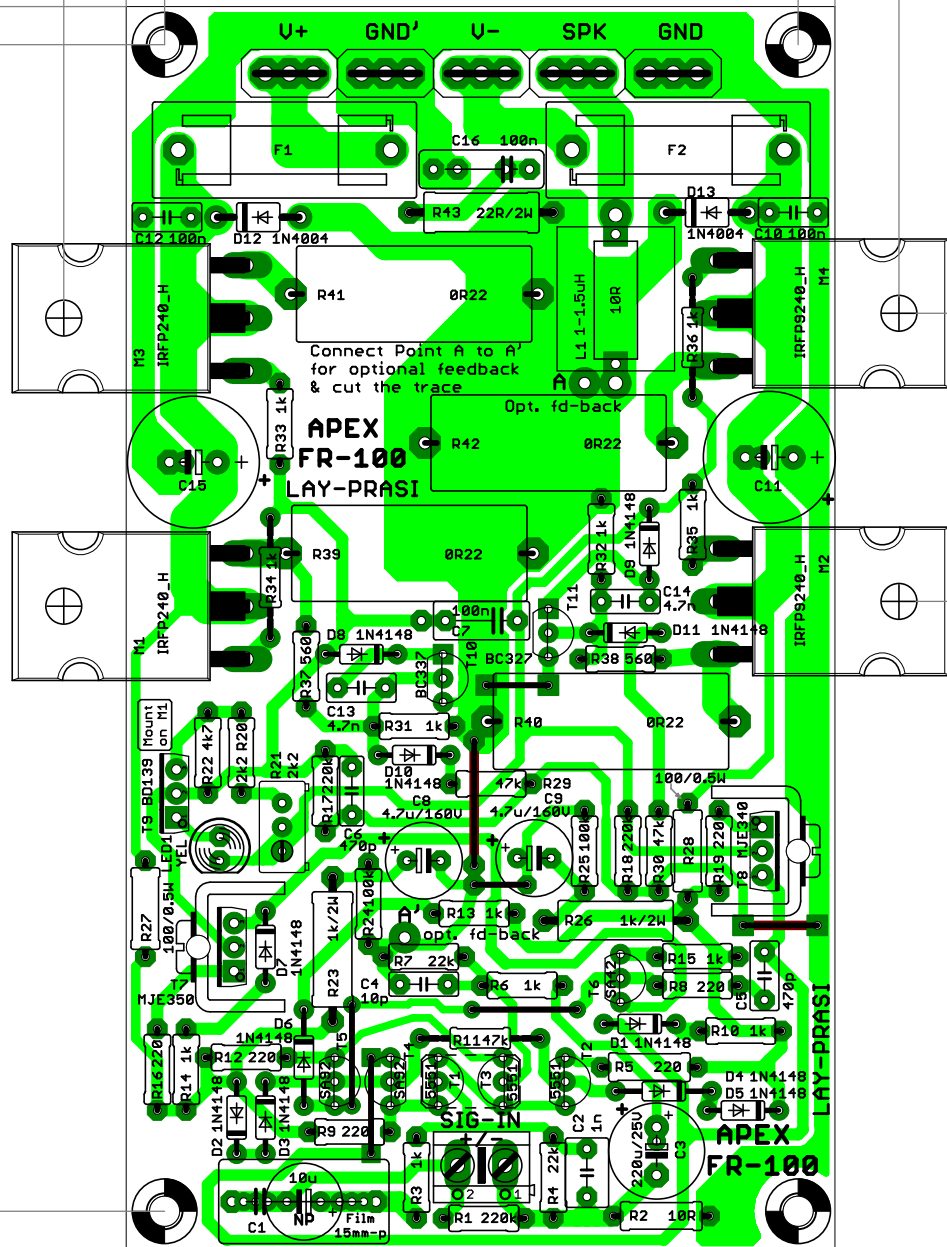 V+ GND' V- SPK GND
F1
C16 100n
F2
D13
R43 22R/2W
C12 100n
D12 1N4004
1N4004
C10 100n
M3
IRFP240_H
R41 0R22
L1 1-1.5uH
10R
R36 1k
IRFP9240_H
M4
Connect Point A to A'
for optional feedback
& cut the trace
A
Opt. fd-back
R33 1k
APEX
FR-100
LAY-PRASI
R42 0R22
C15 +
+
C11 +
+
R34 1k
R39 0R22
R32 1k
D9 1N4148
R35 1k
M1
IRFP240_H
IRFP9240_H
M2
100n
C7
T11
C14
4.7n
R37 560
D8 1N4148
BC337
T10
BC327
D11 1N4148
R38 560
C13
4.7n
R31 1k
R40 0R22
Mount
on M1
R22 4k7
R20
2k2
R21
2k2
D10
1N4148
47k R29
100/0.5W
T9 BD139
R17 220k
C6
470p
C8
4.7u/160V
C9
4.7u/160V
+
+
R25 100k
R18 220
R30 47k
R28
R19 220
T8 MJE340
LED1
YEL
R27
100/0.5W
R24 100k
1k/2W
R23
R13 1k
R26 1k/2W
A'
opt. fd-back
T7
MJE350
D7
1N4148
R7 22k
C4
10p
R6 1k
T6
SA92
R15 1k
R8 220
C5
470p
LAY-PRASI
D6
1N4148
T5
SA92
T4
SA92
R11 47k
T2
5551
5551
T1
T3
5551
D1 1N4148
R10 1k
R5 220
R16 220
R14 1k
R12 220
D4 1N4148
D5 1N4148
D2 1N4148
D3 1N4148
R9 220
SIG-IN
+/-
C2
1n
+
220u/25V
C3
APEX
FR-100
R3 1k
2 1
R4 22k
10u
C1
NP
+
Film
15mm-p
R1 220k
R2 10R